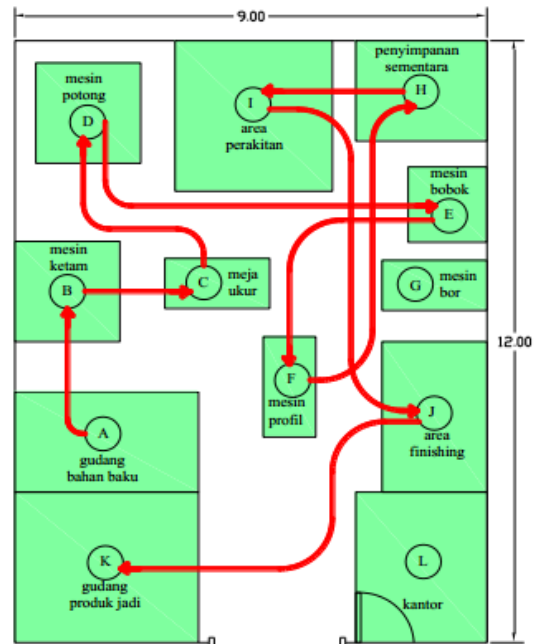 9.00
mesin
potong
D
I
area
perakitan
penyimpanan
sementara
H
mesin
bobok
E
mesin
ketam
B
C
meja
ukur
G
mesin
bor
12.00
F
mesin
profil
J
area
finishing
A
gudang
bahan baku
K
gudang
produk jadi
L
kantor